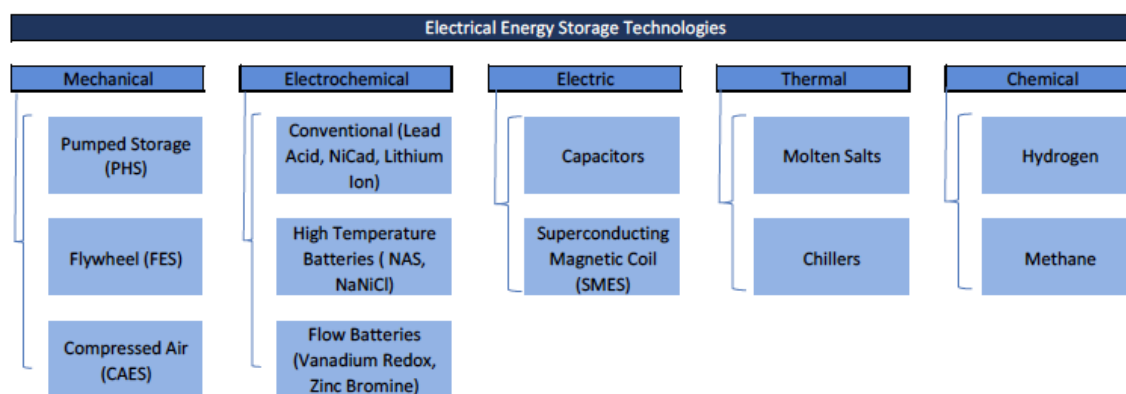 Electrical Energy Storage Technologies
Mechanical
Electrochemical
Electric
Thermal
Chemical
Pumped Storage
(PHS)
Flywheel (FES)
Compressed Air
(CAES)
Conventional (Lead
Acid, NiCad, Lithium
Ion)
High Temperature
Batteries ( NAS,
NaNiCl)
Flow Batteries
(Vanadium Redox,
Zinc Bromine)
Capacitors
Superconducting
Magnetic Coil
(SMES)
Molten Salts
Chillers
Hydrogen
Methane